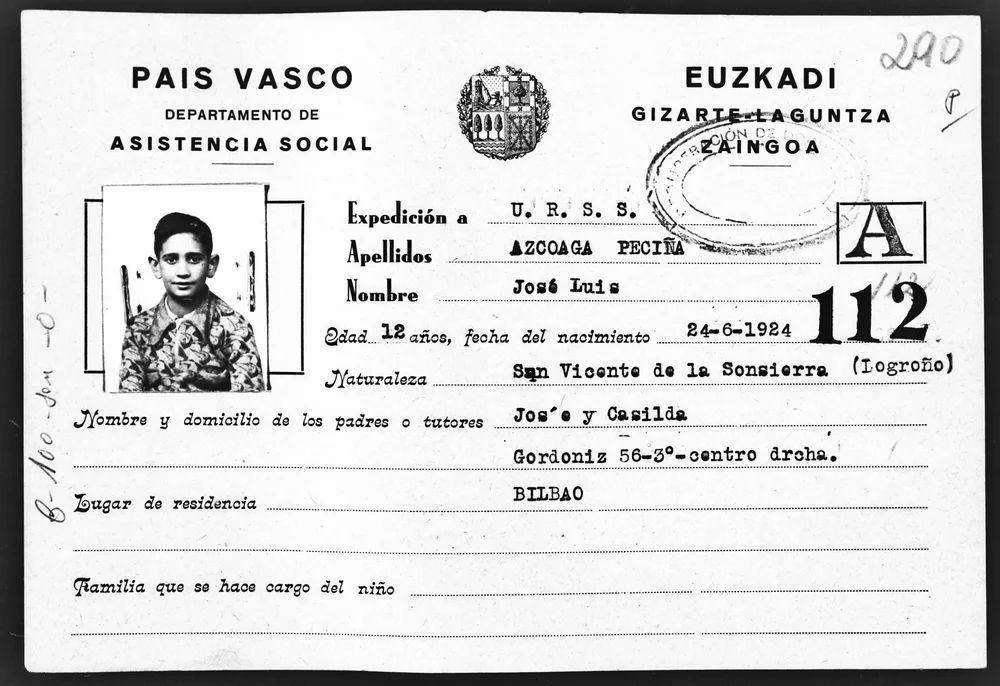 290
P
PAIS VASCO
DEPARTAMENTO DE
ASISTENCIA SOCIAL
EUZKADI
GIZARTE-LAGUNTZA
ZAINGOA
Expedición a U. R. S. S.
A
Apellidos AZCOAGA PECIÑA
Nombre José Luis
112
112
Edad 12 años, fecha del nacimiento 24-6-1924
Naturaleza San Vicente de la Sonsierra (Logroño)
Nombre y domicilio de los padres o tutores Jos´e y Casilda
Gordoniz 56-3º-centro drcha.
Lugar de residencia BILBAO
Familia que se hace cargo del niño